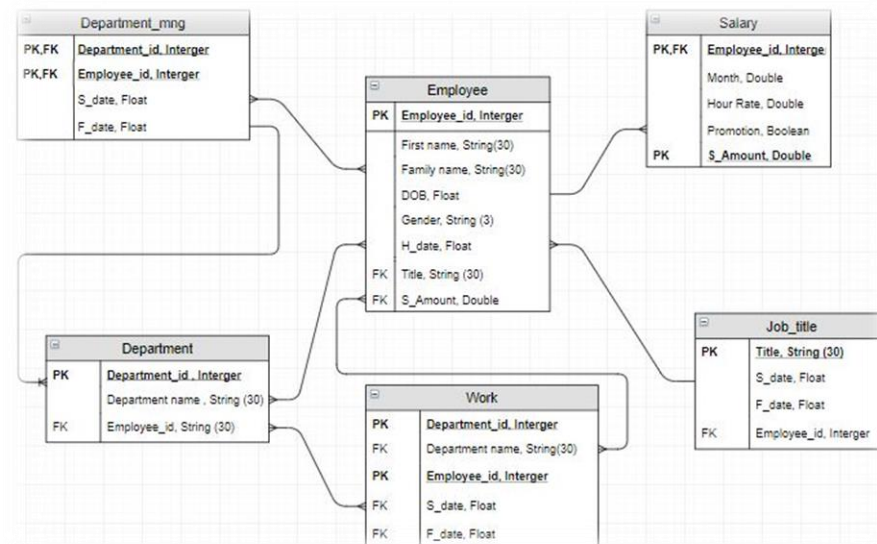 Department_mng
PK,FK Department_id, Interger
PK,FK Employee_id, Interger
S_date, Float
F_date, Float
Employee
PK Employee_id, Interger
First name, String(30)
Family name, String(30)
DOB, Float
Gender, String (3)
H_date, Float
FK Title, String (30)
FK S_Amount, Double
Salary
PK,FK Employee_id, Interge
Month, Double
Hour Rate, Double
Promotion, Boolean
PK S_Amount, Double
Department
PK Department_id , Interger
Department name , String (30)
FK Employee_id, String (30)
Work
PK Department_id, Interger
FK Department name, String(30)
PK Employee_id, Interger
FK S_date, Float
FK F_date, Float
Job_title
PK Title, String (30)
S_date, Float
F_date, Float
FK Employee_id, Interger